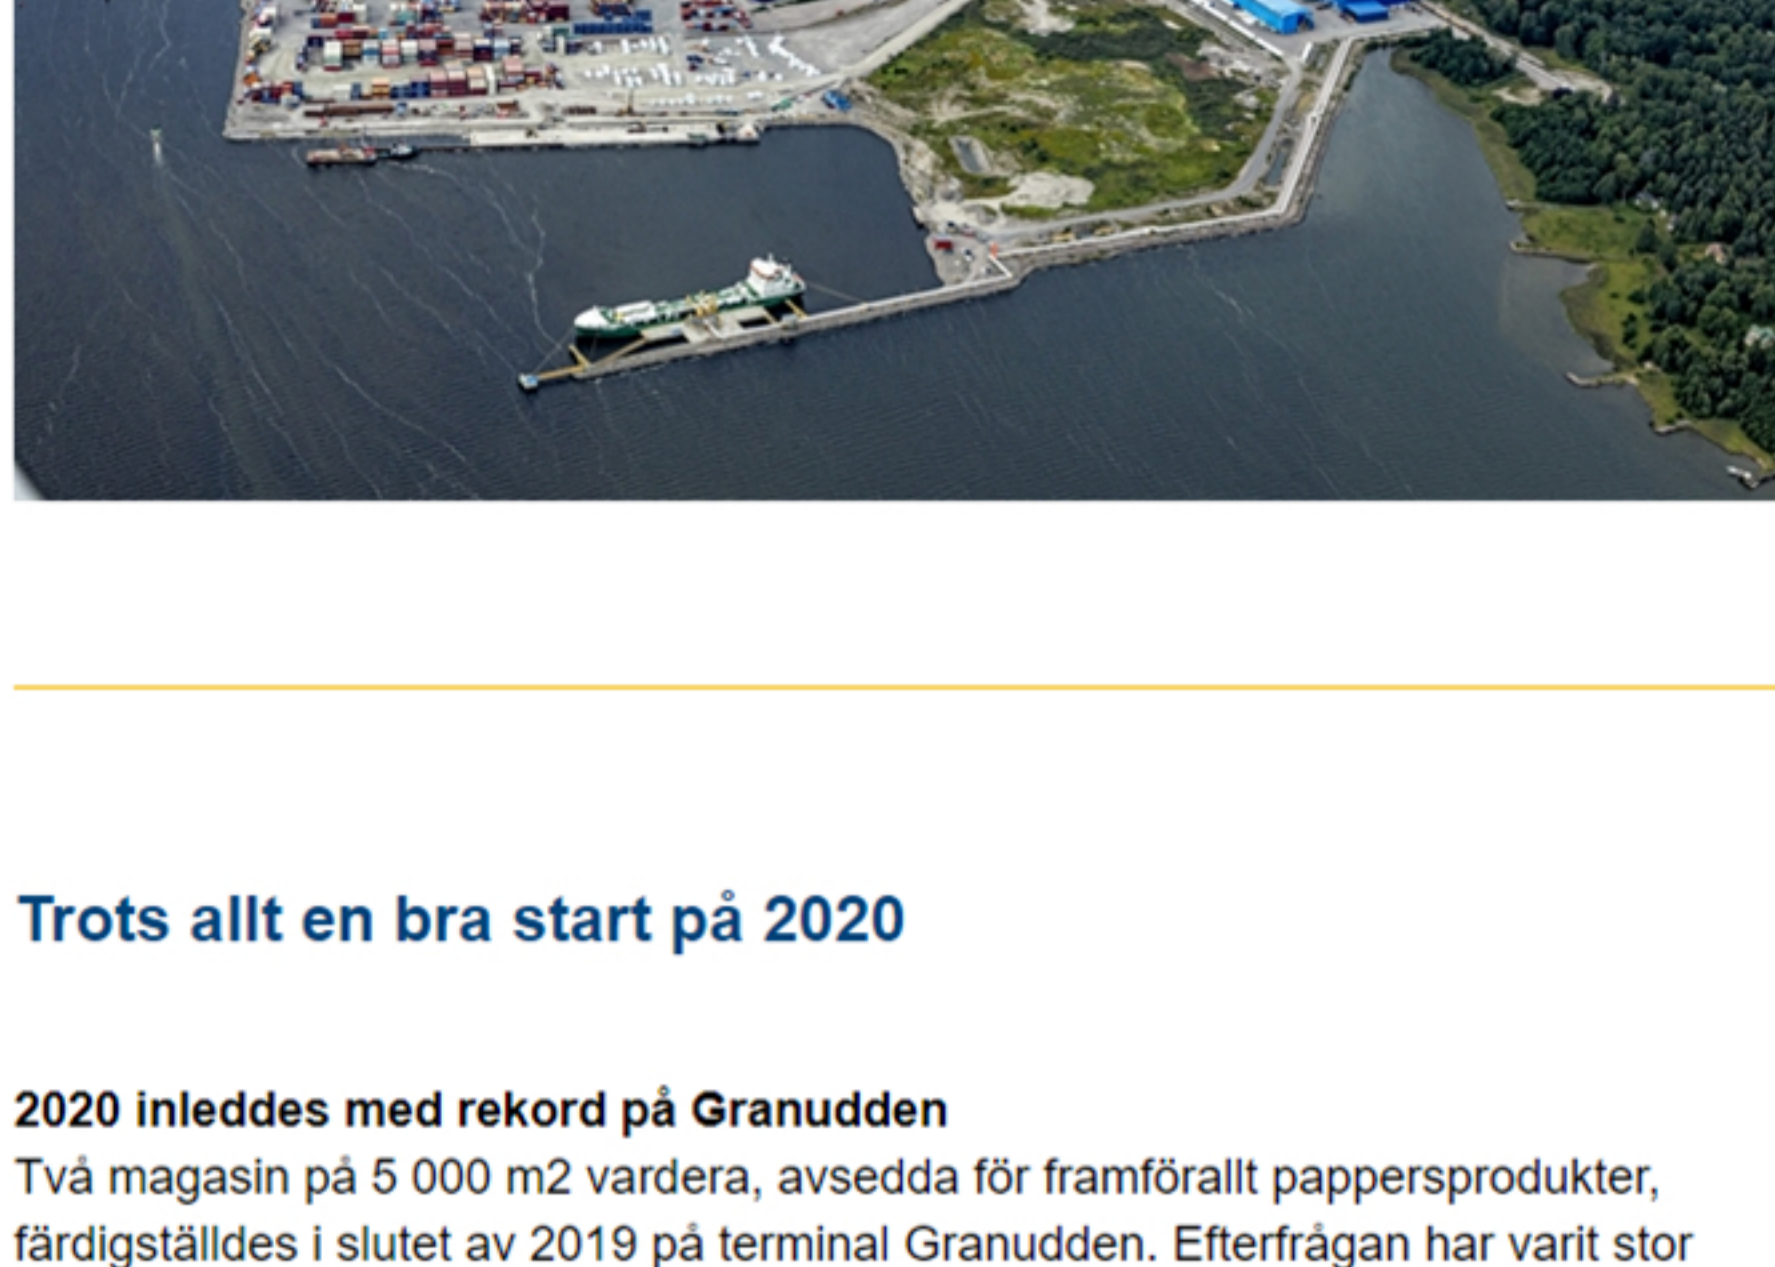 Trots allt en bra start på 2020
2020 inleddes med rekord på Granudden
Två magasin på 5 000 m2 vardera, avsedda för framförallt pappersprodukter,
färdigställdes i slutet av 2019 på terminal Granudden. Efterfrågan har varit stor